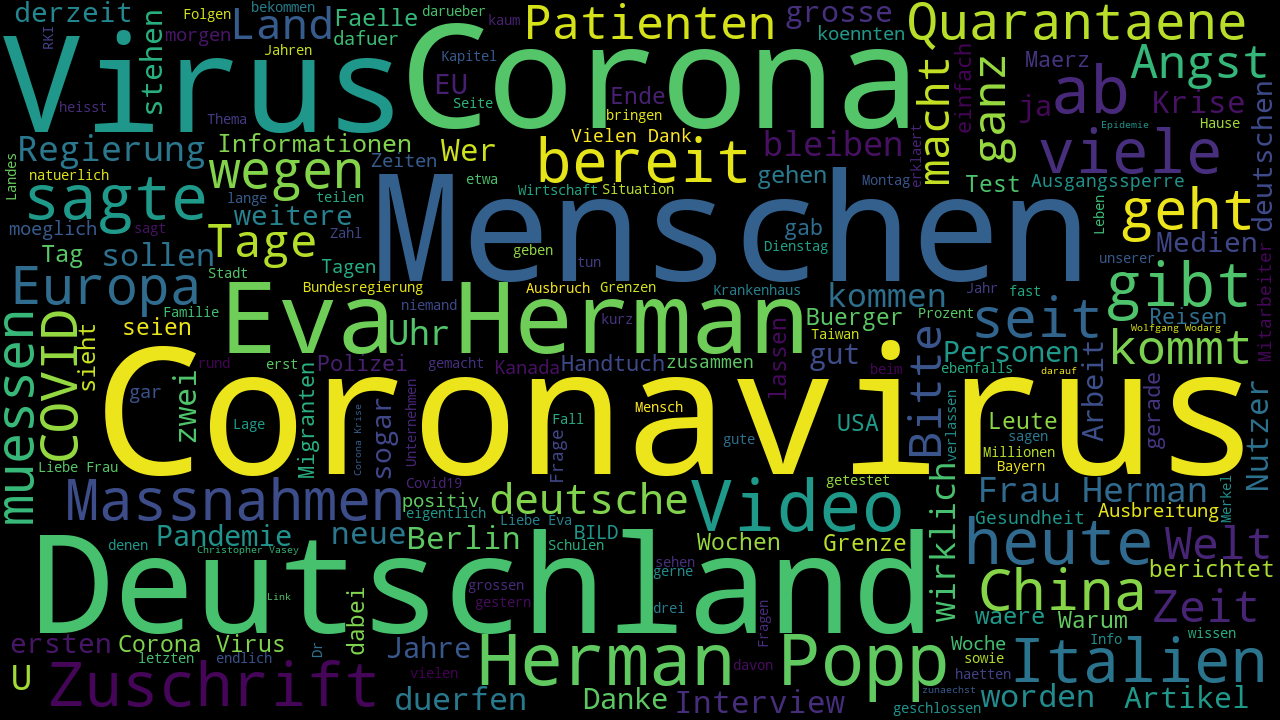 derzeit
Folgen
bekommen
darueber
kaum
RKI
morgen
Land
Faelle
dafuer
Patienten
grosse
koennten
Quarantaene
Virus
Corona
stehen
Jahren
Kapitel
EU
Seite
Ende
bringen
Maerz
ja
ab
Krise
Angst
macht
einfach
ganz
heisst
Thema
Epidemie
Hause
Regierung
Informationen
wegen
Zeiten
Wer
Vielen Dank
bereit
bleiben
gehen
erklaert
Montag
Test
viele
Ausgangssperre
deutschen
Landes
natuerlich
sagte
lange
teilen
etwa
Wirtschaft
Situation
Leben
geht
moeglich
sagt
weitere
Zahl
Menschen
gab
Dienstag
Medien
Tag
sollen
Tage
geben
tun
unserer
Mitarbeiter
Europa
Stadt
Tagen
Bundesregierung
Ausbruch
Grenzen
Krankenhaus
kommen
Jahr
fast
gibt
Familie
niemand
Eva Herman
Uhr
kurz
Buerger
Prozent
seit
Reisen
muessen
COVID
sieht
seien
Taiwan
Wolfgang Wodarg
rund
erst
Polizei
gemacht
Kanada
Handtuch
zusammen
lassen
gut
beim
Bitte
Personen
ebenfalls
darauf
kommt
gar
zwei
Migranten
Corona Krise
sogar
Unternehmen
Coronavirus
Fall
Mensch
Frage
gute
USA
verlassen
Leute
sagen
Arbeit
gerade
Nutzer
Lage
Millionen
Bayern
Liebe Frau
Massnahmen
Covid19
positiv
eigentlich
deutsche
Liebe Eva
Video
getestet
wirklich
Frau Herman
Gesundheit
Ausbreitung
Merkel
denen
Pandemie
Christopher Vasey
neue
Berlin
BILD
Schulen
Wochen
Grenze
heute
Welt
berichtet
Deutschland
Link
dabei
grossen
gestern
sehen
gerne
drei
Fragen
China
waere
Warum
Zeit
ersten
Corona Virus
letzten
endlich
Dr
Jahre
vielen
Herman Popp
davon
Woche
sowie
haetten
Info
wissen
Italien
U
Zuschrift
duerfen
Danke
Interview
zunaechst
geschlossen
worden
Artikel